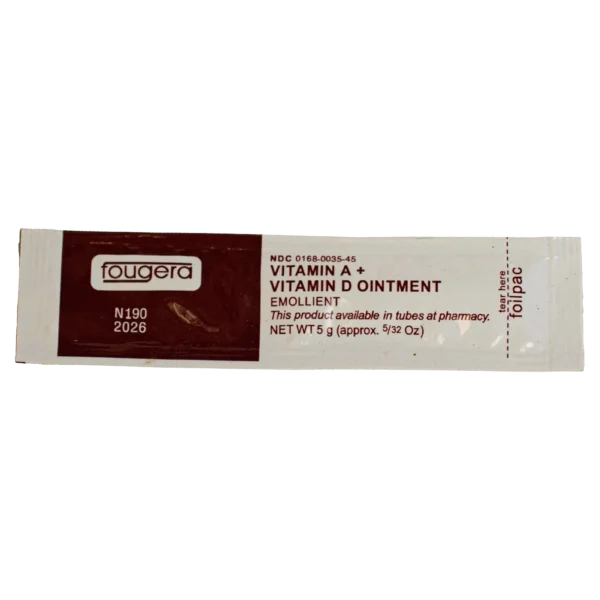 fougera
N190
2026
NDC 0168-0035-45
VITAMIN A +
VITAMIN D OINTMENT
EMOLLIENT
This product available in tubes at pharmacy.
NET WT 5 g (approx. 5/32 Oz)
tear here
folipac